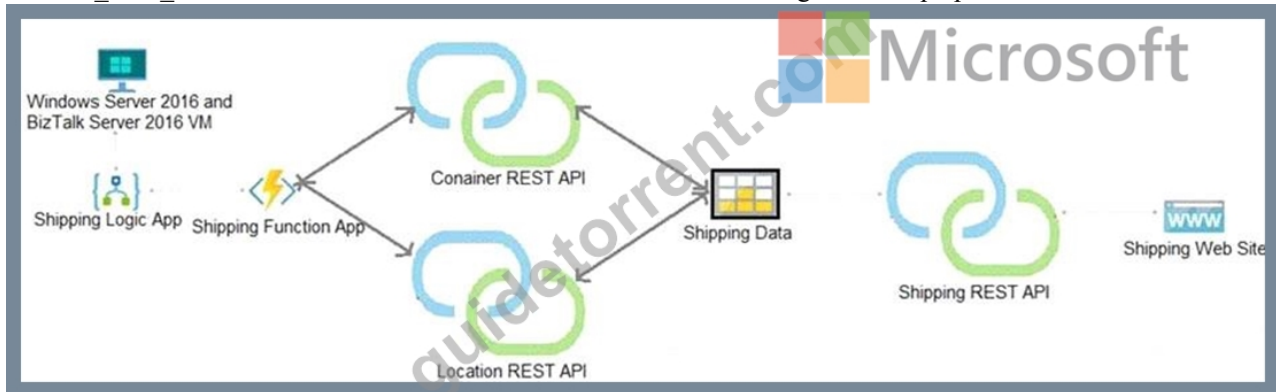 Microsoft
Windows Server 2016 and
BizTalk Server 2016 VM
Shipping Logic App
Shipping Function App
Conainer REST API
Location REST API
Shipping Data
Shipping REST API
WWW
Shipping Web Site
guidetorrent.com